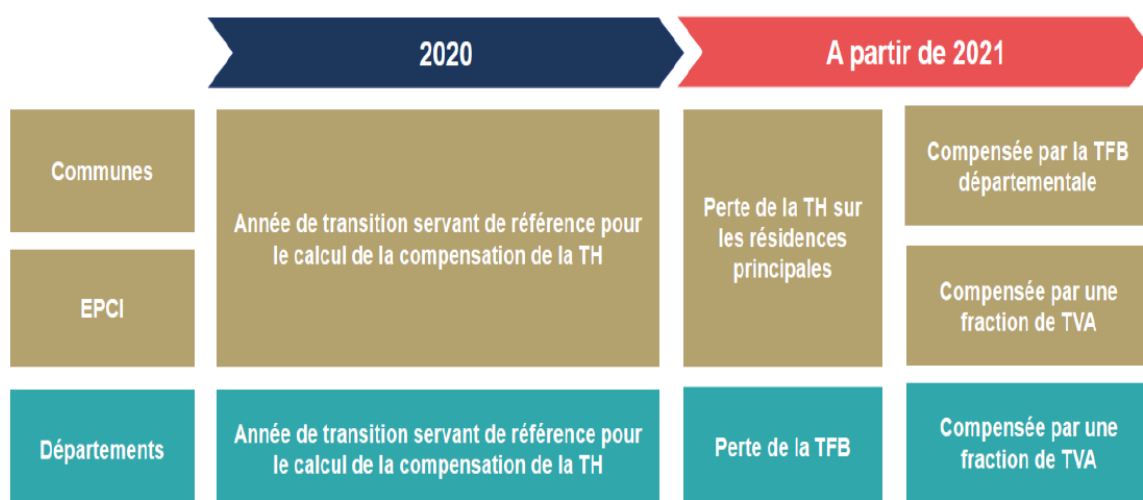 2020
A partir de 2021
Communes
EPCI
Année de transition servant de référence pour
le calcul de la compensation de la TH
Perte de la TH sur
les résidences
principales
Compensée par la TFB
départementale
Compensée par une
fraction de TVA
Départements
Année de transition servant de référence pour
le calcul de la compensation de la TH
Perte de la TFB
Compensée par une
fraction de TVA